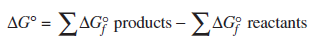 ΔG° = ∑ΔG°f products – ∑ΔG°f reactants